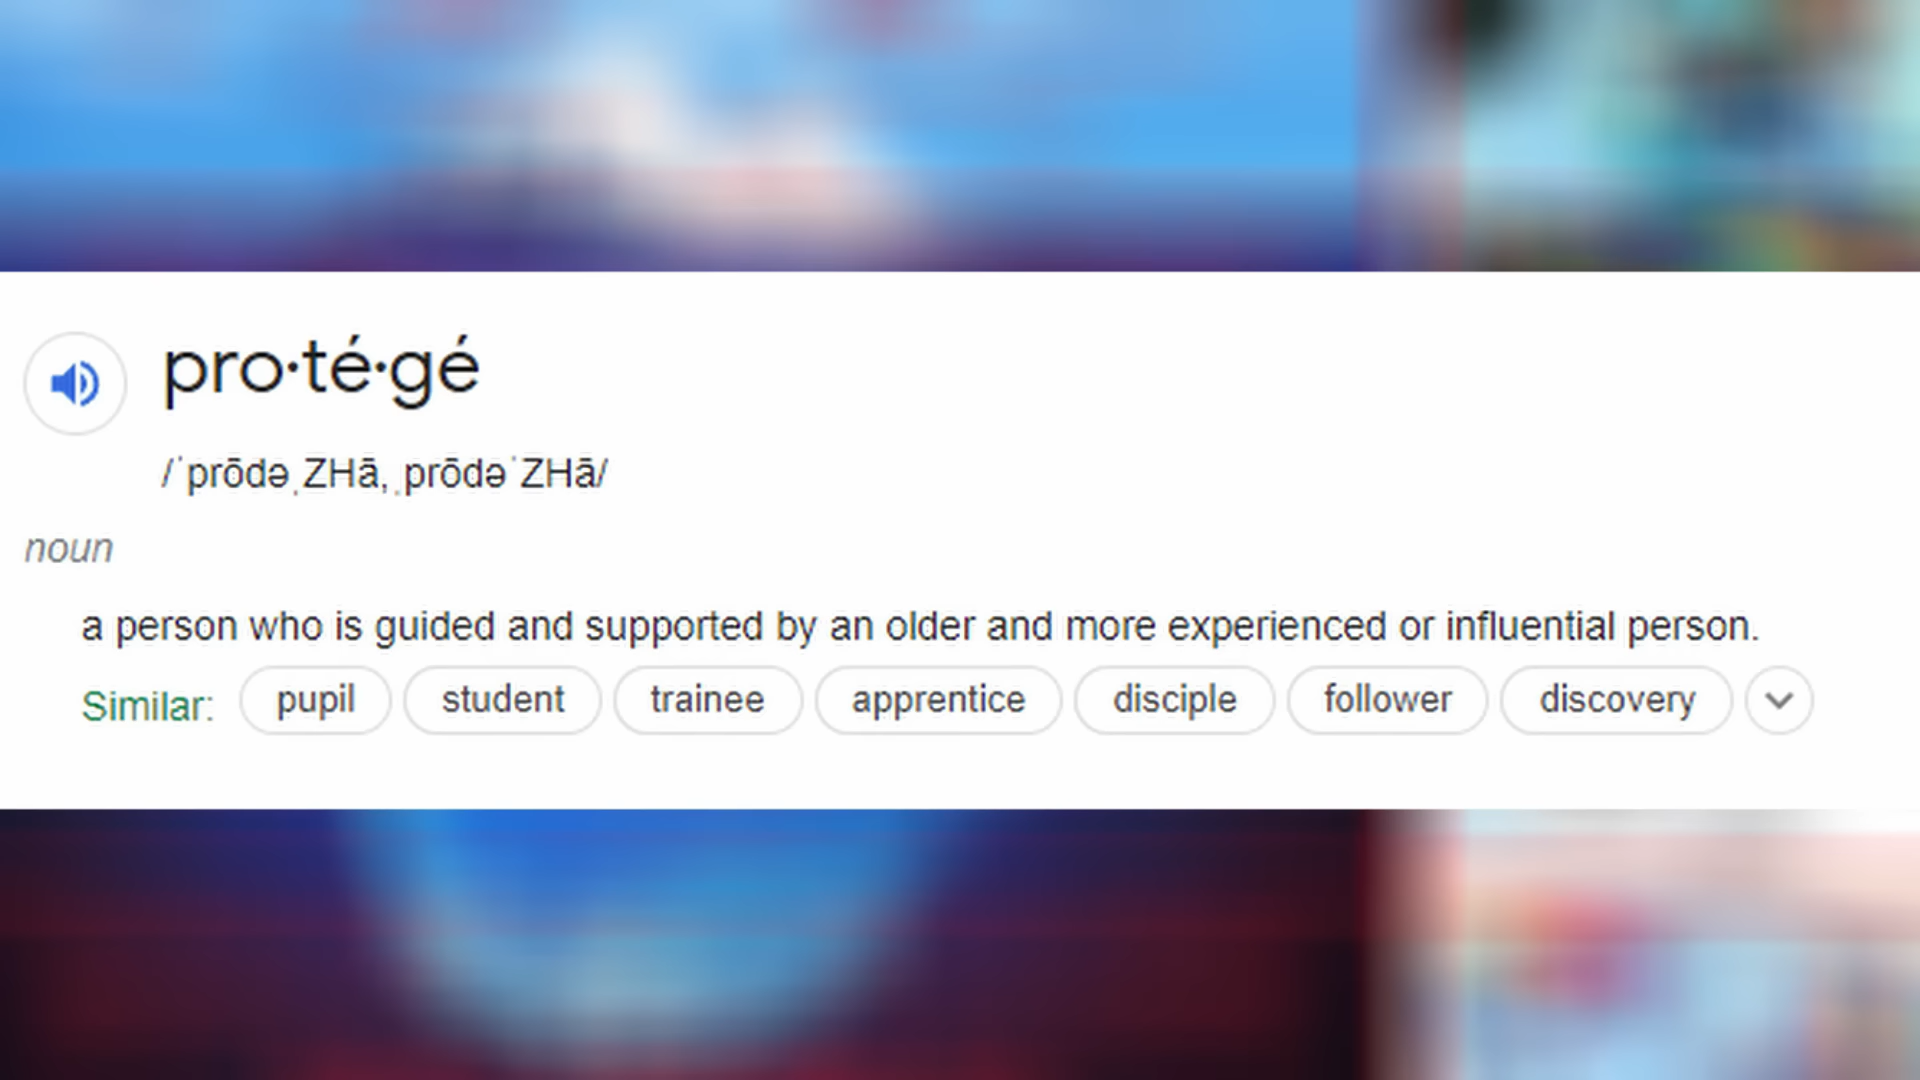 pro·té·gé
/ˈprōdəˌZHā,ˌprōdəˈZHā/
noun
a person who is guided and supported by an older and more experienced or influential person.
Similar: pupil student trainee apprentice disciple follower discovery